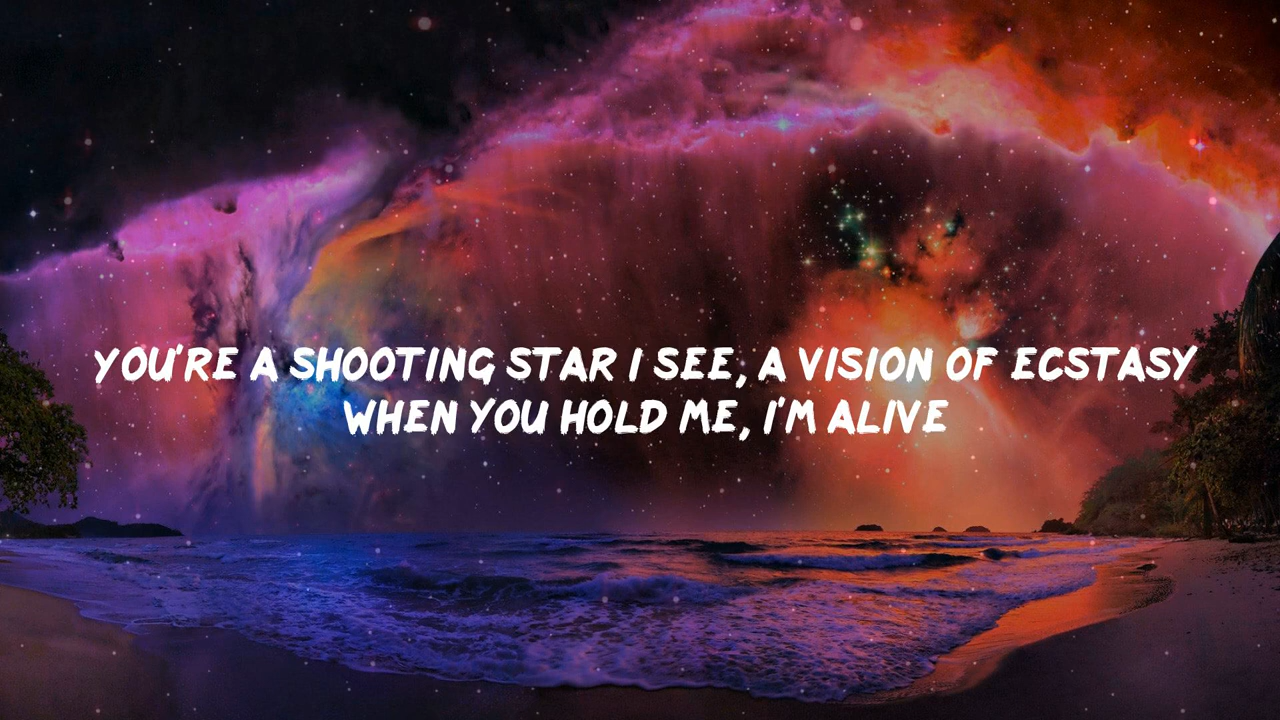 YOU'RE A SHOOTING STAR I SEE, A VISION OF ECSTASY
WHEN YOU HOLD ME, I'M ALIVE